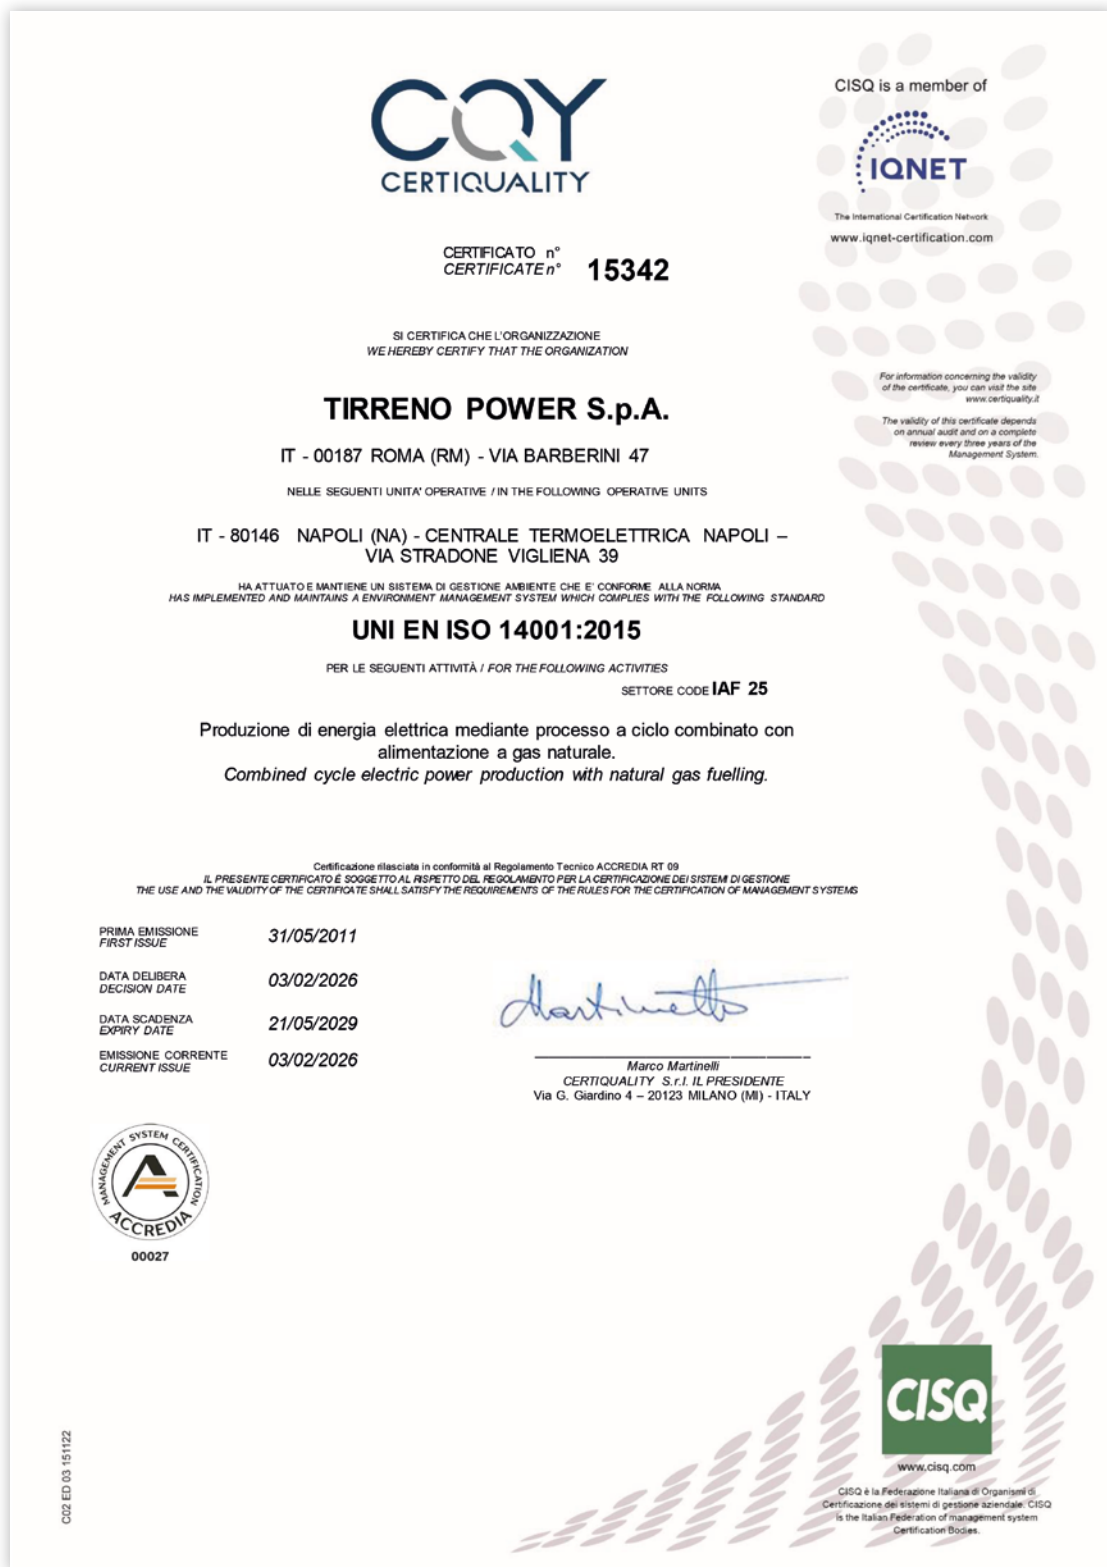 CQY
CERTIQUALITY
CISQ is a member of
IQNET
The International Certification Network
www.iqnet-certification.com
CERTIFICATO n°
CERTIFICATE n° 15342
SI CERTIFICA CHE L'ORGANIZZAZIONE
WE HEREBY CERTIFY THAT THE ORGANIZATION
For information concerning the validity
of the certificate, you can visit the site
www.certiquality.it
The validity of this certificate depends
on annual audit and on a complete
review every three years of the
Management System.
TIRRENO POWER S.p.A.
IT - 00187 ROMA (RM) - VIA BARBERINI 47
NELLE SEGUENTI UNITA' OPERATIVE / IN THE FOLLOWING OPERATIVE UNITS
IT - 80146 NAPOLI (NA) - CENTRALE TERMOELETTRICA NAPOLI –
VIA STRADONE VIGLIENA 39
HA ATTUATO E MANTIENE UN SISTEMA DI GESTIONE AMBIENTE CHE E' CONFORME ALLA NORMA
HAS IMPLEMENTED AND MAINTAINS A ENVIRONMENT MANAGEMENT SYSTEM WHICH COMPLIES WITH THE FOLLOWING STANDARD
UNI EN ISO 14001:2015
PER LE SEGUENTI ATTIVITÀ / FOR THE FOLLOWING ACTIVITIES
SETTORE CODE IAF 25
Produzione di energia elettrica mediante processo a ciclo combinato con
alimentazione a gas naturale.
Combined cycle electric power production with natural gas fuelling.
Certificazione rilasciata in conformità al Regolamento Tecnico ACCREDIA RT 09
IL PRESENTE CERTIFICATO È SOGGETTO AL RISPETTO DEL REGOLAMENTO PER LA CERTIFICAZIONE DEI SISTEMI DI GESTIONE
THE USE AND THE VALIDITY OF THE CERTIFICATE SHALL SATISFY THE REQUIREMENTS OF THE RULES FOR THE CERTIFICATION OF MANAGEMENT SYSTEMS
PRIMA EMISSIONE
FIRST ISSUE 31/05/2011
DATA DELIBERA
DECISION DATE 03/02/2026
DATA SCADENZA
EXPIRY DATE 21/05/2029
EMISSIONE CORRENTE
CURRENT ISSUE 03/02/2026
Martinelli
Marco Martinelli
CERTIQUALITY S.r.l. IL PRESIDENTE
Via G. Giardino 4 – 20123 MILANO (MI) - ITALY
MANAGEMENT SYSTEM CERTIFICATION
ACCREDIA
00027
C02 ED 03 151122
CISQ
www.cisq.com
CISQ è la Federazione Italiana di Organismi di
Certificazione dei sistemi di gestione aziendale. CISQ
is the Italian Federation of management system
Certification Bodies.